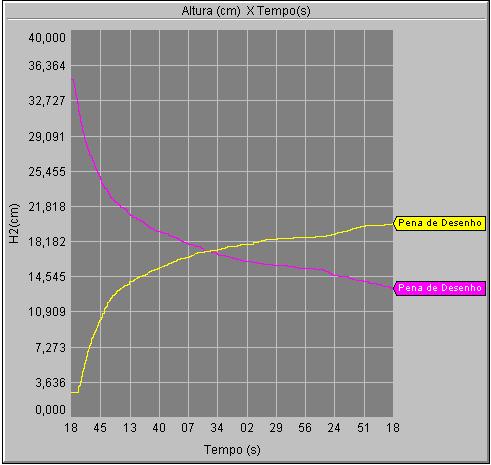 Altura (cm) X Tempo(s)
40,000
36,364
32,727
29,091
25,455
21,818
18,182
14,545
10,909
7,273
3,636
0,000
H2(cm)
Pena de Desenho
Pena de Desenho
18 45 13 40 07 34 02 29 56 24 51 18
Tempo (s)